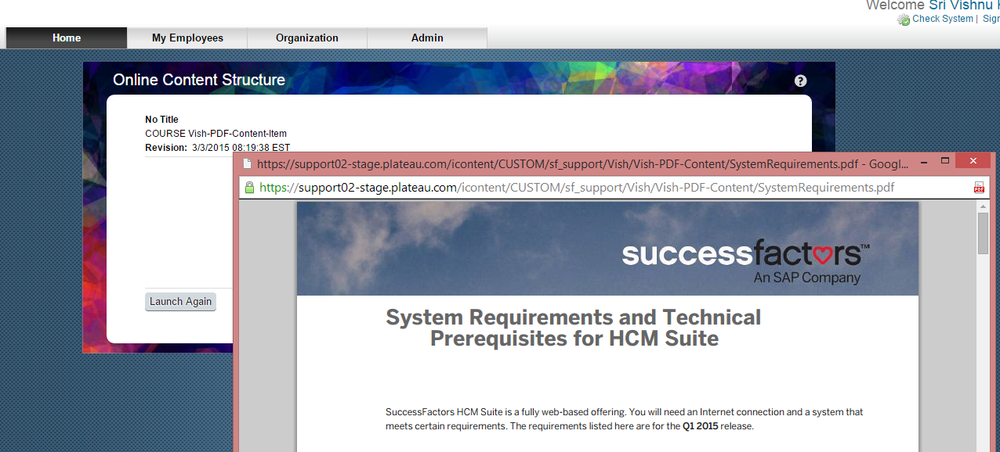 Welcome Sri Vishnu
Check System | Sign
Home
My Employees
Organization
Admin
Online Content Structure
?
No Title
COURSE Vish-PDF-Content-Item
Revision: 3/3/2015 08:19:38 EST
Launch Again
https://support02-stage.plateau.com/icontent/CUSTOM/sf_support/Vish/Vish-PDF-Content/SystemRequirements.pdf - Googl...
https://support02-stage.plateau.com/icontent/CUSTOM/sf_support/Vish/Vish-PDF-Content/SystemRequirements.pdf
successfactors™
An SAP Company
System Requirements and Technical
Prerequisites for HCM Suite
SuccessFactors HCM Suite is a fully web-based offering. You will need an Internet connection and a system that
meets certain requirements. The requirements listed here are for the Q1 2015 release.